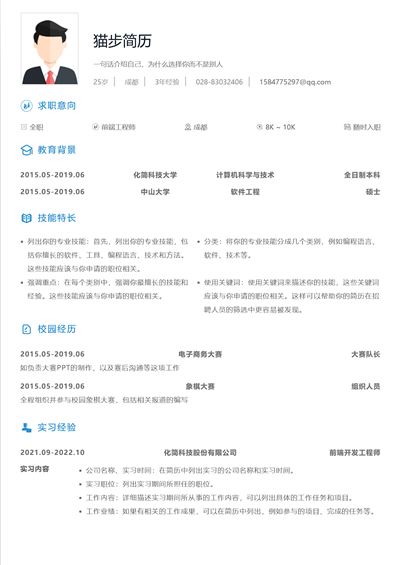 猫步简历
一句话介绍自己，为什么选择你而不是别人
25岁 成都 3年经验 028-83032406 1584775297@qq.com
求职意向
全职 前端工程师 成都 8K ~ 10K 随时入职
教育背景
2015.05-2019.06 化简科技大学 计算机科学与技术 全日制本科
2015.05-2019.06 中山大学 软件工程 硕士
技能特长
列出你的专业技能：首先，列出你的专业技能，包
括你擅长的软件、工具、编程语言、技术和方法。
这些技能应该与你申请的职位相关。
强调重点：在每个类别中，强调你最擅长的技能和
经验。这些技能应该与你申请的职位相关。
分类：将你的专业技能分成几个类别，例如编程语言、
软件、技术等。
使用关键词：使用关键词来描述你的技能，这些关键词
应该与你申请的职位相关。这样可以帮助你的简历在招
聘人员的筛选中更容易被发现。
校园经历
2015.05-2019.06 电子商务大赛 大赛队长
如负责大赛PPT的制作，以及赛后沟通等这项工作
2015.05-2019.06 象棋大赛 组织人员
全程组织并参与校园象棋大赛，包括相关报道的编写
实习经验
2021.09-2022.10 化简科技股份有限公司 前端开发工程师
实习内容
公司名称、实习时间：在简历中列出实习的公司名称和实习时间。
实习职位：列出实习期间所担任的职位。
工作内容：详细描述实习期间所从事的工作内容，可以列出具体的工作任务和项目。
工作业绩：如果有相关的工作成果，可以在简历中列出，例如参与的项目、完成的任务等。